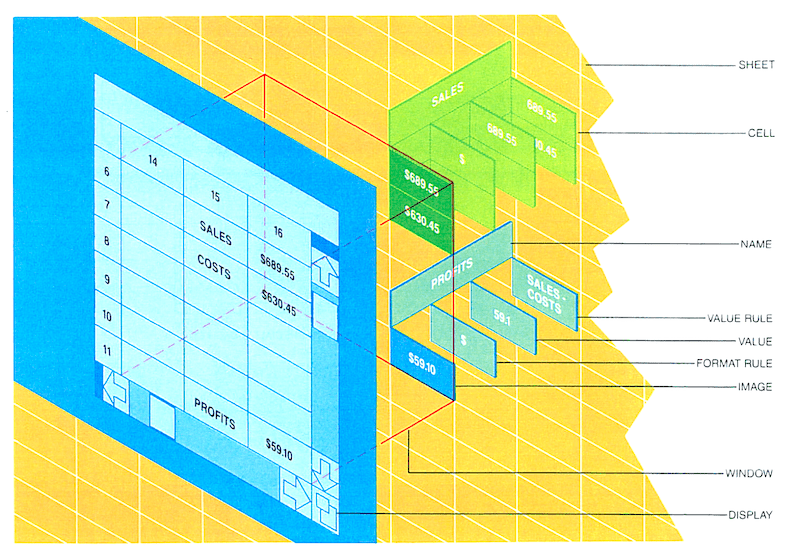 SHEET
SALES
689.55
CELL
689.55
0.45
$
14
$689.55
6
15
7
$630.45
16
SALES
8
NAME
COSTS
$689.55
PROFITS
9
SALES -
COSTS
$630.45
10
59.1
VALUE RULE
$
VALUE
11
$59.10
FORMAT RULE
IMAGE
PROFITS
$59.10
WINDOW
DISPLAY